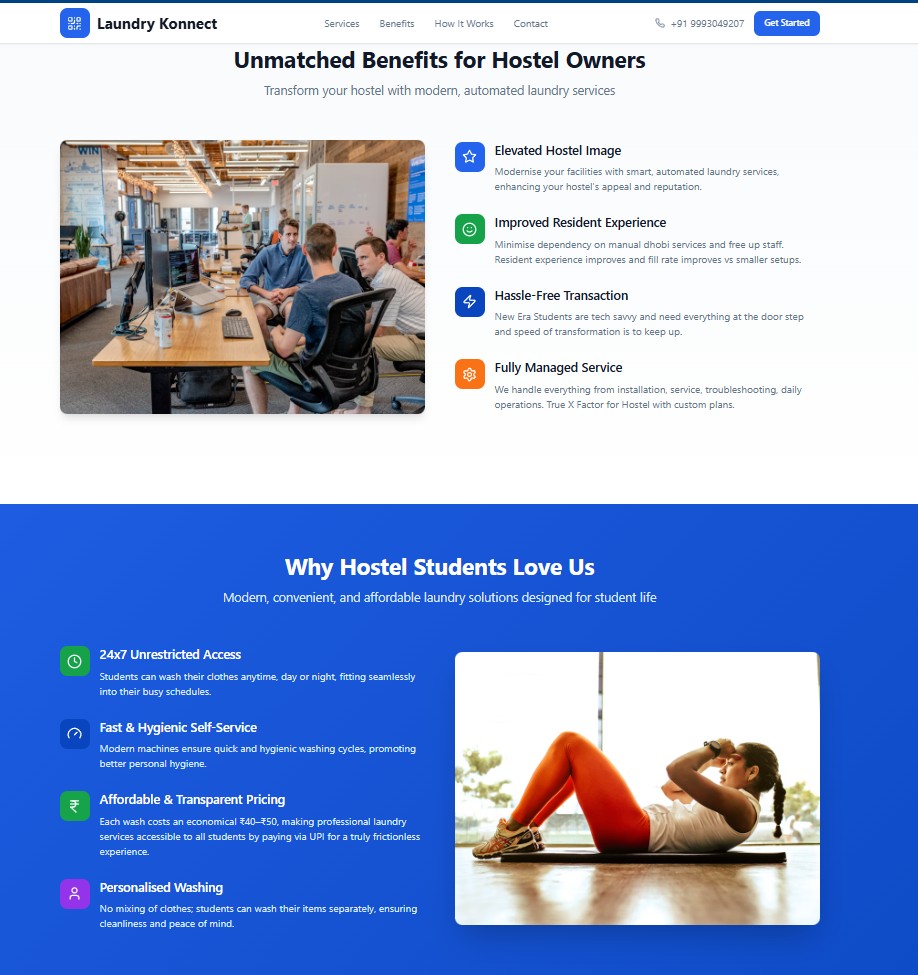 Laundry Konnect
Services
Benefits
How It Works
Contact
+91 9993049207
Get Started
Unmatched Benefits for Hostel Owners
Transform your hostel with modern, automated laundry services
WIN
Elevated Hostel Image
Modernise your facilities with smart, automated laundry services,
enhancing your hostel's appeal and reputation.
Improved Resident Experience
Minimise dependency on manual dhobi services and free up staff.
Resident experience improves and fill rate improves vs smaller setups.
Hassle-Free Transaction
New Era Students are tech savvy and need everything at the door step
and speed of transformation is to keep up.
Fully Managed Service
We handle everything from installation, service, troubleshooting, daily
operations. True X Factor for Hostel with custom plans.
Why Hostel Students Love Us
Modern, convenient, and affordable laundry solutions designed for student life
24x7 Unrestricted Access
Students can wash their clothes anytime, day or night, fitting seamlessly
into their busy schedules.
Fast & Hygienic Self-Service
Modern machines ensure quick and hygienic washing cycles, promoting
better personal hygiene.
₹
Affordable & Transparent Pricing
Each wash costs an economical ₹40–₹50, making professional laundry
services accessible to all students by paying via UPI for a truly frictionless
experience.
Personalised Washing
No mixing of clothes; students can wash their items separately, ensuring
cleanliness and peace of mind.